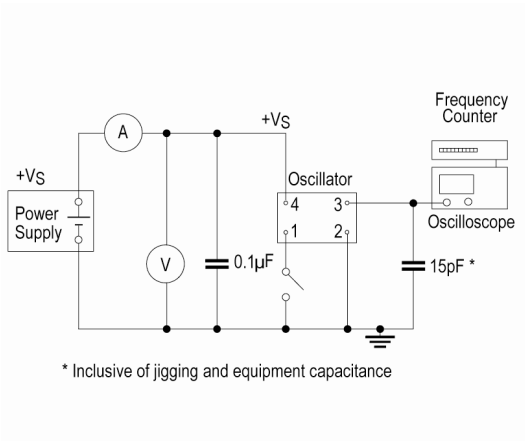 Frequency
Counter
+VS
A
+VS
Oscillator
Power
Supply
4
3
Oscilloscope
1
2
V
0.1µF
15pF *
* Inclusive of jigging and equipment capacitance